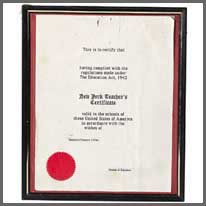 This is to certify that
having complied with the
regulations made under
The Education Act, 1942
New York Teacher's
Certificate
valid in the schools of
these United States of America
in accordance with the
wishes of